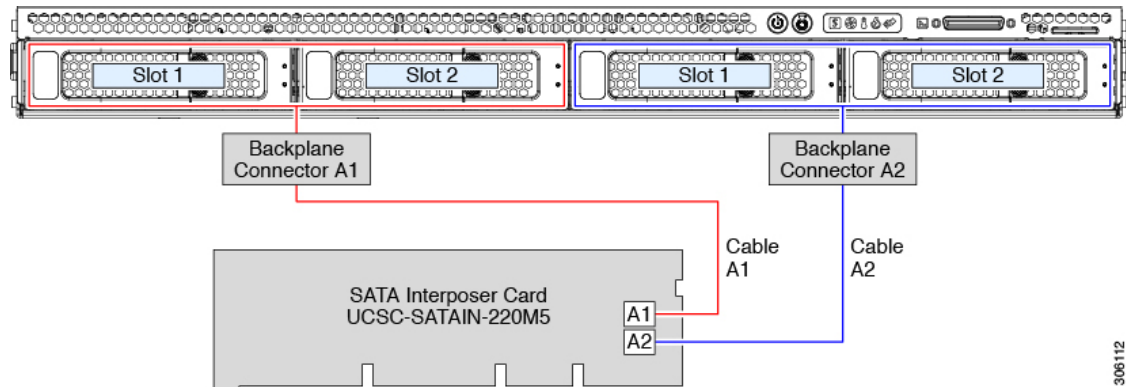 Slot 1
Slot 2
Slot 1
Slot 2
Backplane
Connector A1
Backplane
Connector A2
Cable
A1
Cable
A2
SATA Interposer Card
UCSC-SATAIN-220M5
A1
A2
306112